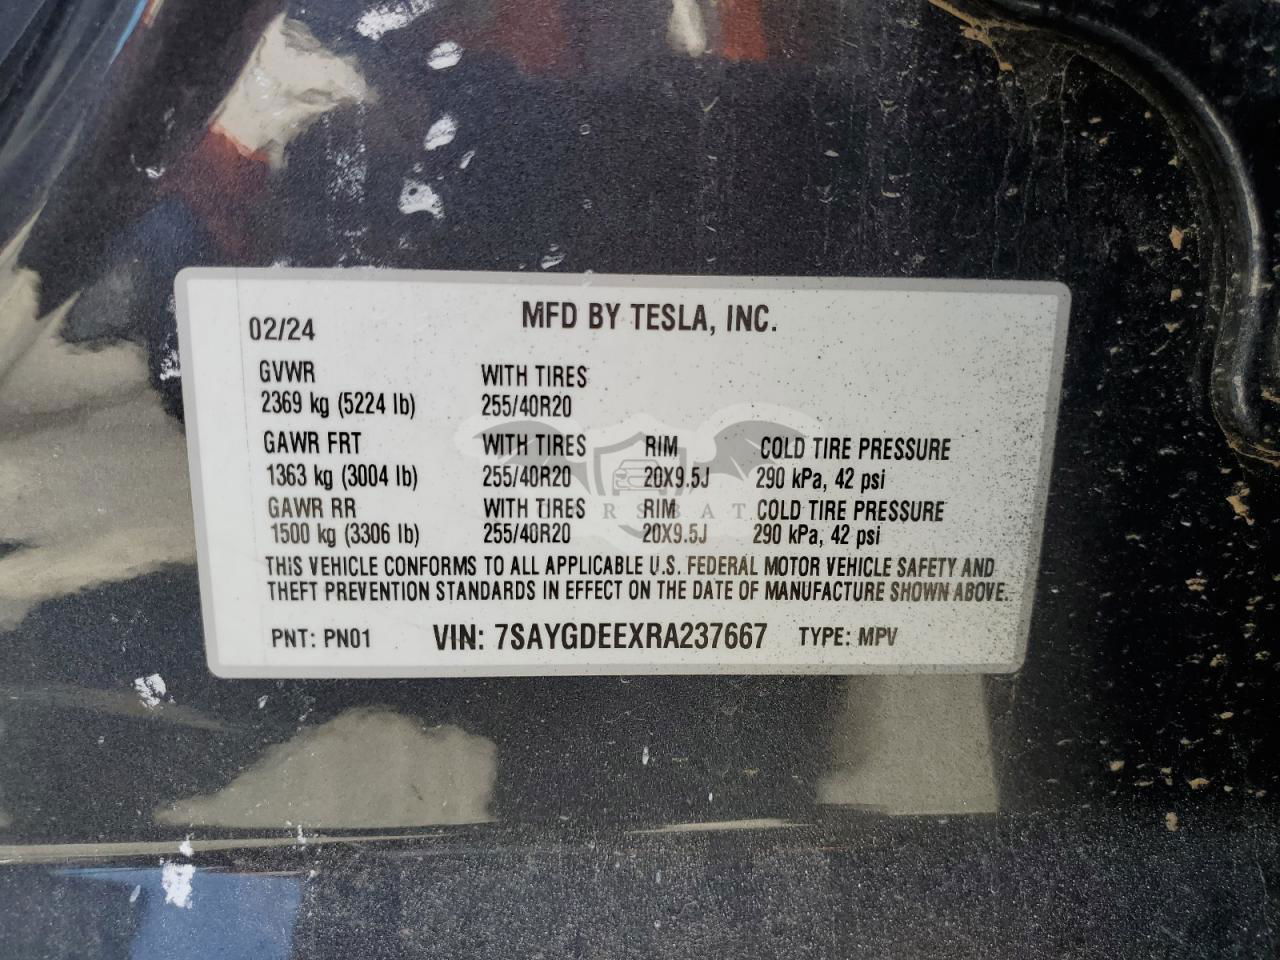 MFD BY TESLA, INC.
02/24
GVWR WITH TIRES
2369 kg (5224 lb) 255/40R20
GAWR FRT WITH TIRES RIM COLD TIRE PRESSURE
1363 kg (3004 lb) 255/40R20 20X9.5J 290 kPa, 42 psi
GAWR RR WITH TIRES RIM COLD TIRE PRESSURE
1500 kg (3306 lb) 255/40R20 20X9.5J 290 kPa, 42 psi
THIS VEHICLE CONFORMS TO ALL APPLICABLE U.S. FEDERAL MOTOR VEHICLE SAFETY AND
THEFT PREVENTION STANDARDS IN EFFECT ON THE DATE OF MANUFACTURE SHOWN ABOVE.
PNT: PN01 VIN: 7SAYGDEEXRA237667 TYPE: MPV